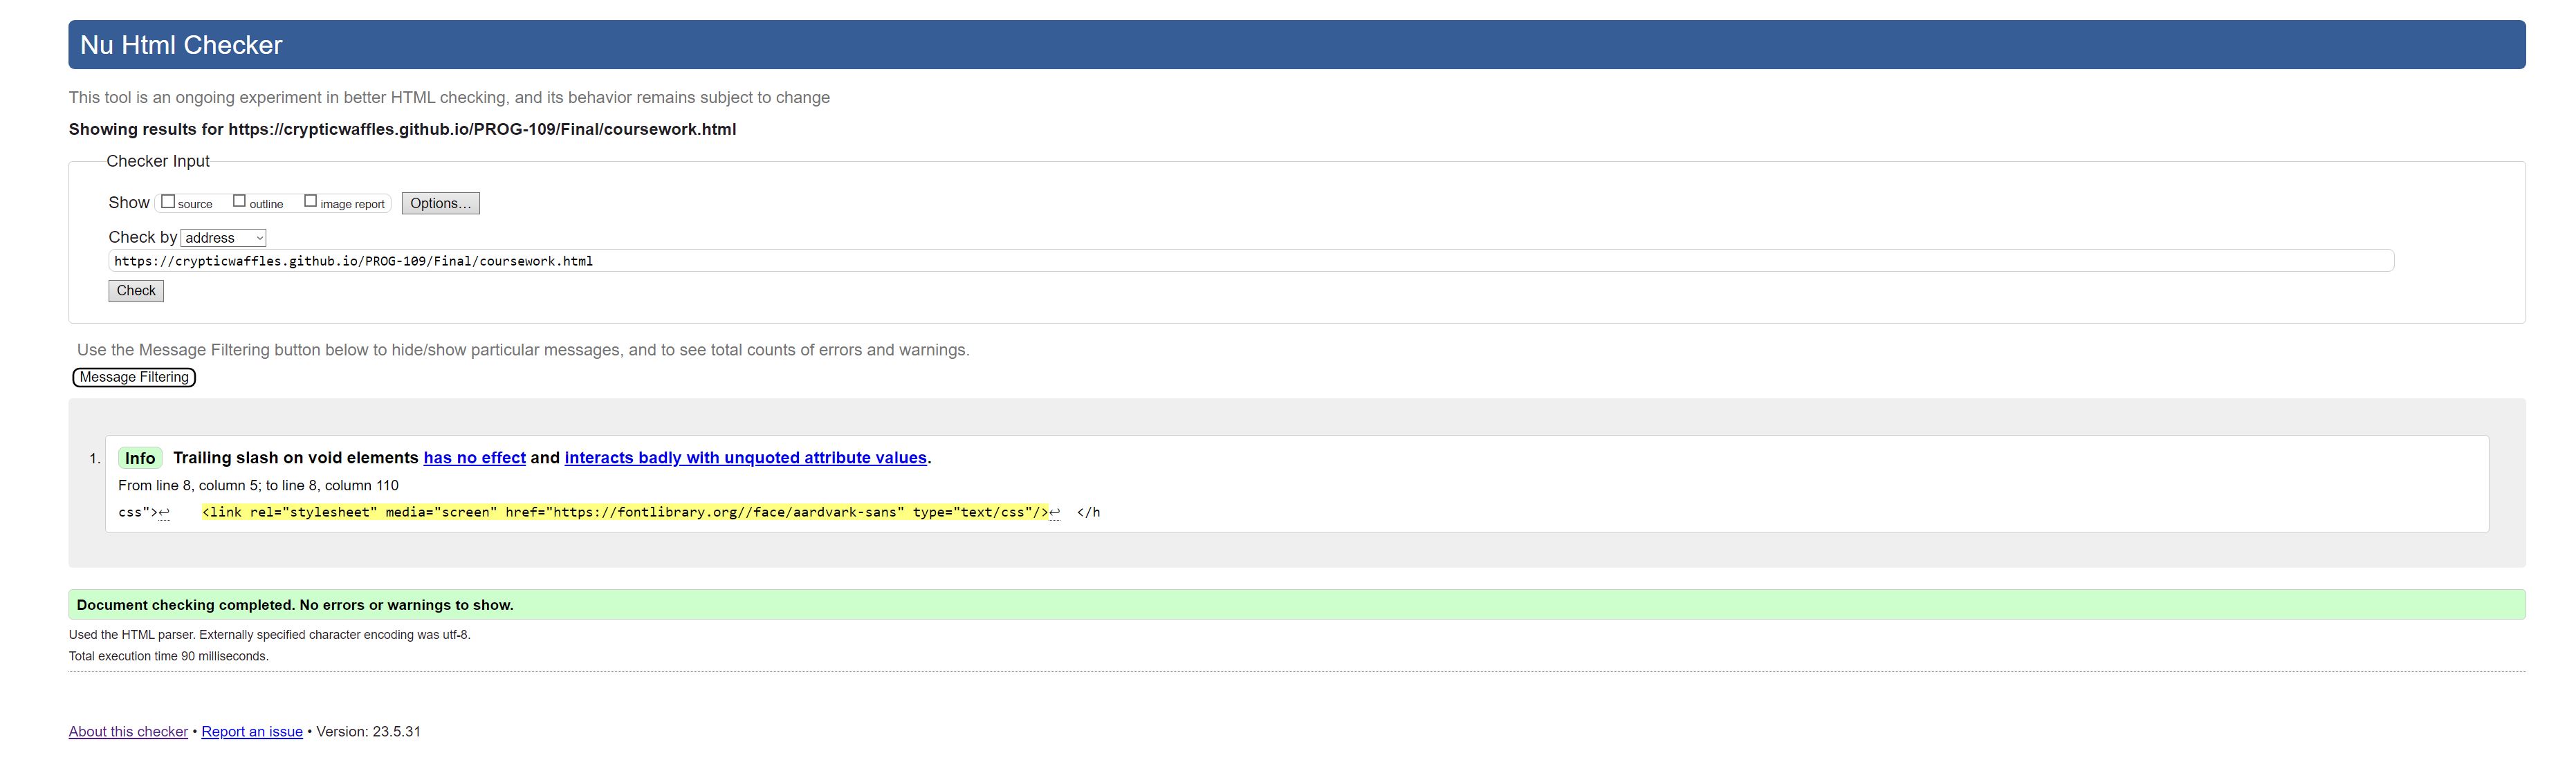 Nu Html Checker
This tool is an ongoing experiment in better HTML checking, and its behavior remains subject to change
Showing results for https://crypticwaffles.github.io/PROG-109/Final/coursework.html
Checker Input
Show source outline image report Options...
Check by address
https://crypticwaffles.github.io/PROG-109/Final/coursework.html
Check
Use the Message Filtering button below to hide/show particular messages, and to see total counts of errors and warnings.
Message Filtering
1. Info Trailing slash on void elements has no effect and interacts badly with unquoted attribute values.
From line 8, column 5; to line 8, column 110
css">↩ <link rel="stylesheet" media="screen" href="https://fontlibrary.org//face/aardvark-sans" type="text/css"/>↩ </h
Document checking completed. No errors or warnings to show.
Used the HTML parser. Externally specified character encoding was utf-8.
Total execution time 90 milliseconds.
About this checker • Report an issue • Version: 23.5.31